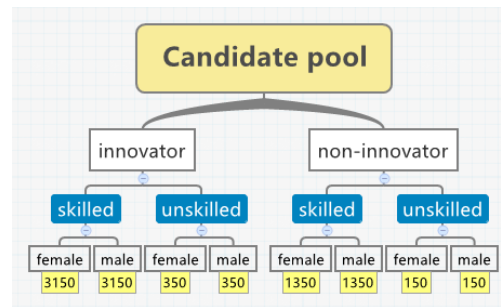 Candidate pool
innovator non-innovator
skilled unskilled skilled unskilled
female male female male female male female male
3150 3150 350 350 1350 1350 150 150